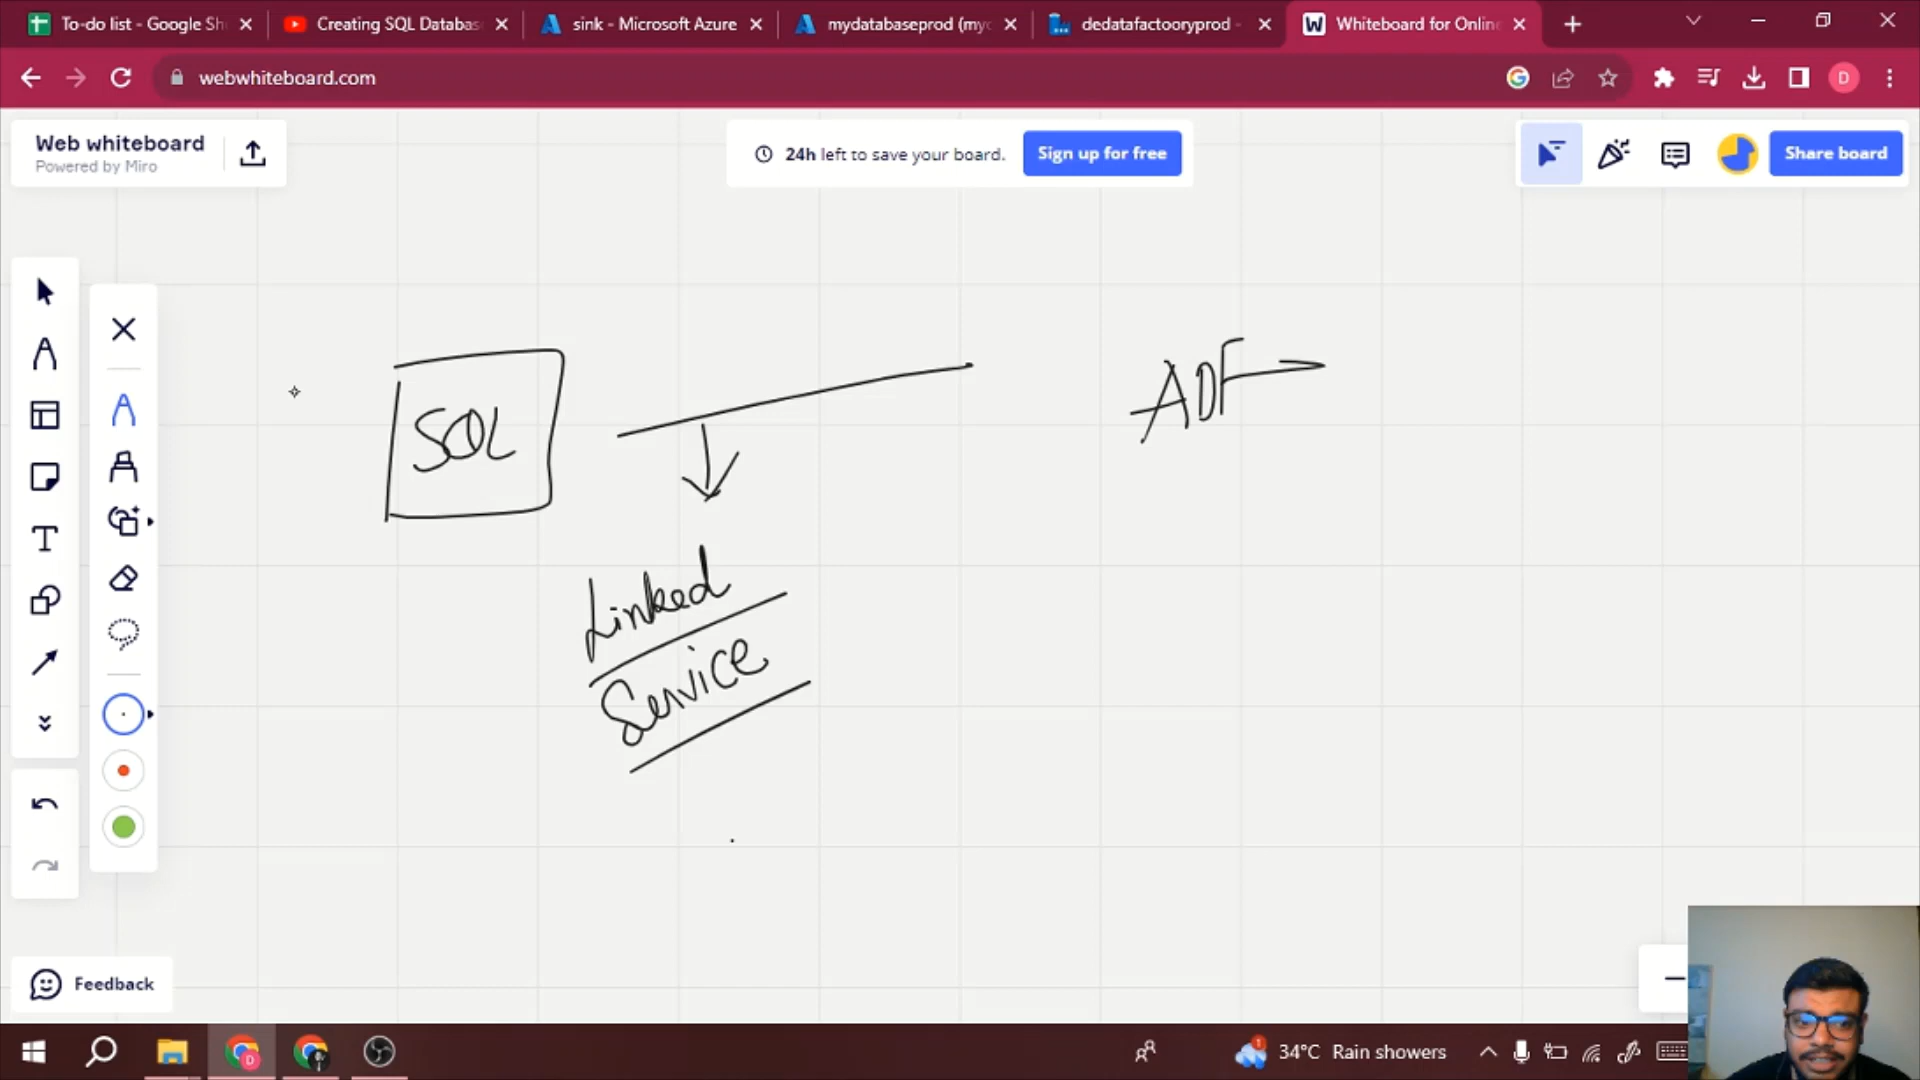 To-do list - Google Sh
Creating SQL Databas
sink - Microsoft Azure
mydatabaseprod (my
dedatafactooryprod -
Whiteboard for Online
webwhiteboard.com
D
Web whiteboard
Powered by Miro
24h left to save your board.
Sign up for free
Share board
SQL
ADF
Linked
Service
Feedback
34°C Rain showers